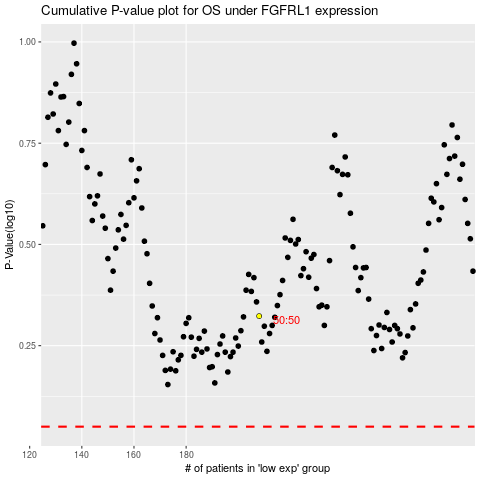 Cumulative P-value plot for OS under FGFRL1 expression
1.00
0.75
0.50
0.25
P-Value(log10)
50:50
120 140 160 180
# of patients in 'low exp' group